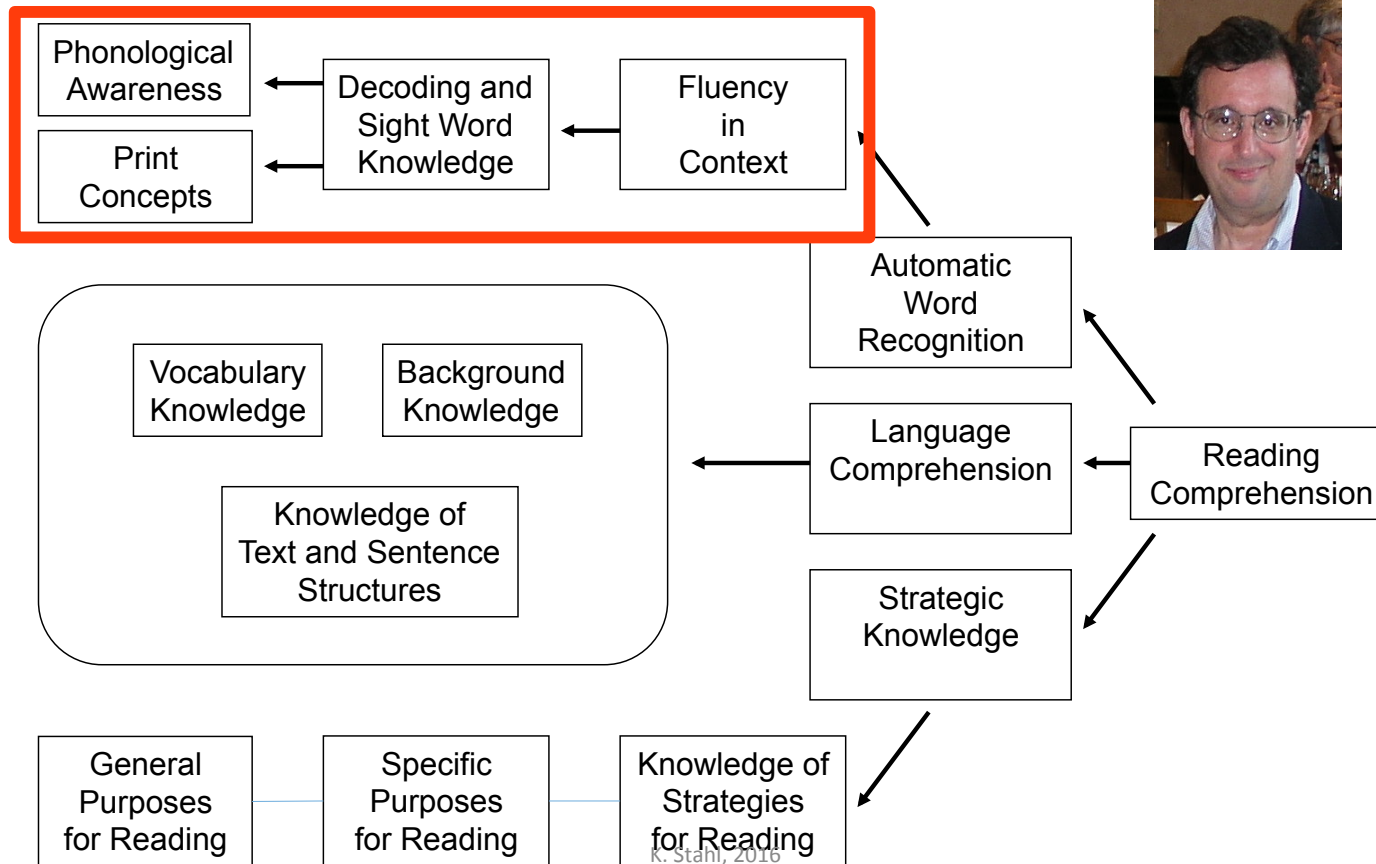 Phonological
Awareness
Print
Concepts
Decoding and
Sight Word
Knowledge
Fluency
in
Context
Automatic
Word
Recognition
Vocabulary
Knowledge
Background
Knowledge
Knowledge of
Text and Sentence
Structures
Language
Comprehension
Reading
Comprehension
Strategic
Knowledge
General
Purposes
for Reading
Specific
Purposes
for Reading
Knowledge of
Strategies
for Reading
K. Stahl, 2016